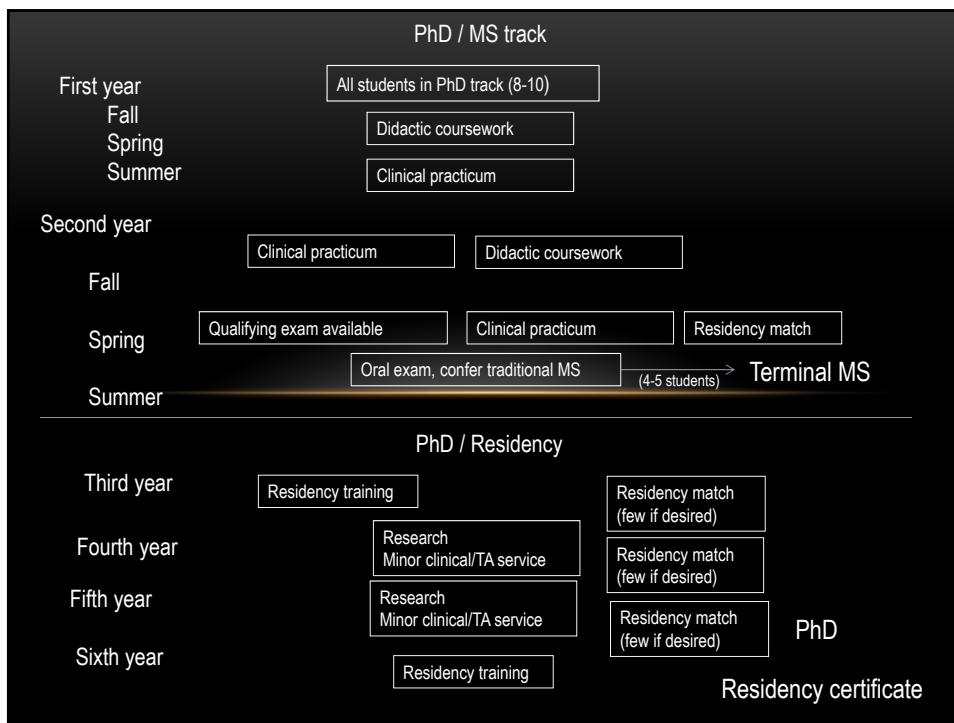 PhD / MS track
First year
All students in PhD track (8-10)
Fall
Didactic coursework
Spring
Summer
Clinical practicum
Second year
Clinical practicum
Didactic coursework
Fall
Spring
Qualifying exam available
Clinical practicum
Residency match
Oral exam, confer traditional MS
(4-5 students)
Terminal MS
Summer
PhD / Residency
Third year
Residency training
Residency match
(few if desired)
Fourth year
Research
Minor clinical/TA service
Residency match
(few if desired)
Fifth year
Research
Minor clinical/TA service
Residency match
(few if desired)
PhD
Sixth year
Residency training
Residency certificate